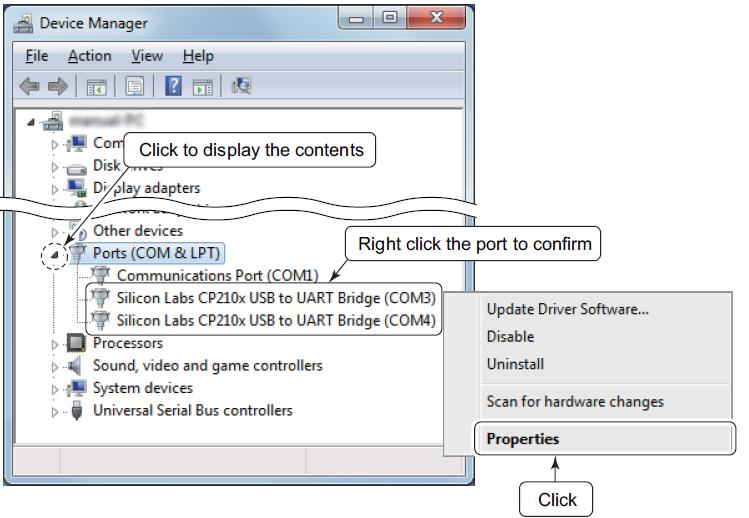 Device Manager
File Action View Help
Com
Click to display the contents
Disk drives
Display adapters
Other devices
Right click the port to confirm
Ports (COM & LPT)
Communications Port (COM1)
Silicon Labs CP210x USB to UART Bridge (COM3)
Silicon Labs CP210x USB to UART Bridge (COM4)
Processors
Sound, video and game controllers
System devices
Universal Serial Bus controllers
Update Driver Software...
Disable
Uninstall
Scan for hardware changes
Properties
Click